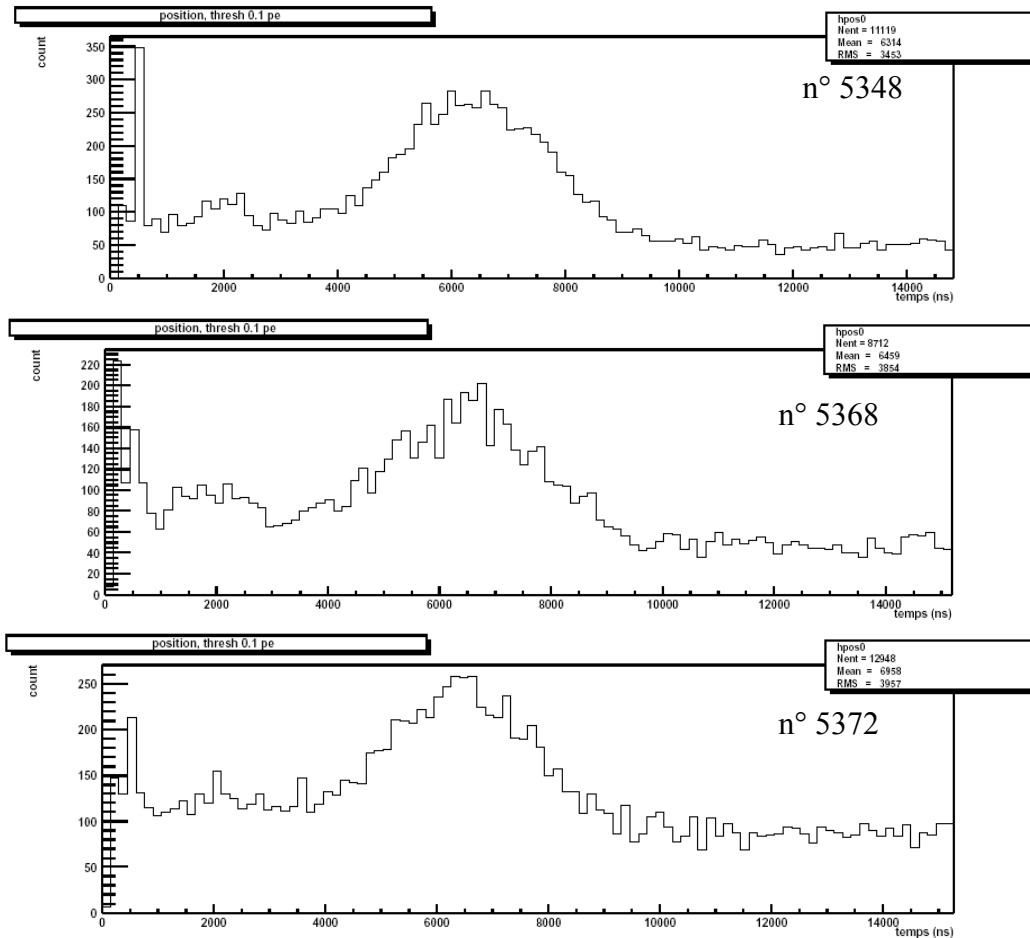 position, thresh 0.1 pe
hpos0
Nent = 11119
Mean = 6314
RMS = 3453
n° 5348
count
350
300
250
200
150
100
50
0
0 2000 4000 6000 8000 10000 12000 14000
temps (ns)
position, thresh 0.1 pe
hpos0
Nent = 8712
Mean = 6459
RMS = 3854
n° 5368
count
220
200
180
160
140
120
100
80
60
40
20
0
0 2000 4000 6000 8000 10000 12000 14000
temps (ns)
position, thresh 0.1 pe
hpos0
Nent = 12948
Mean = 6958
RMS = 3957
n° 5372
count
250
200
150
100
50
0
0 2000 4000 6000 8000 10000 12000 14000
temps (ns)